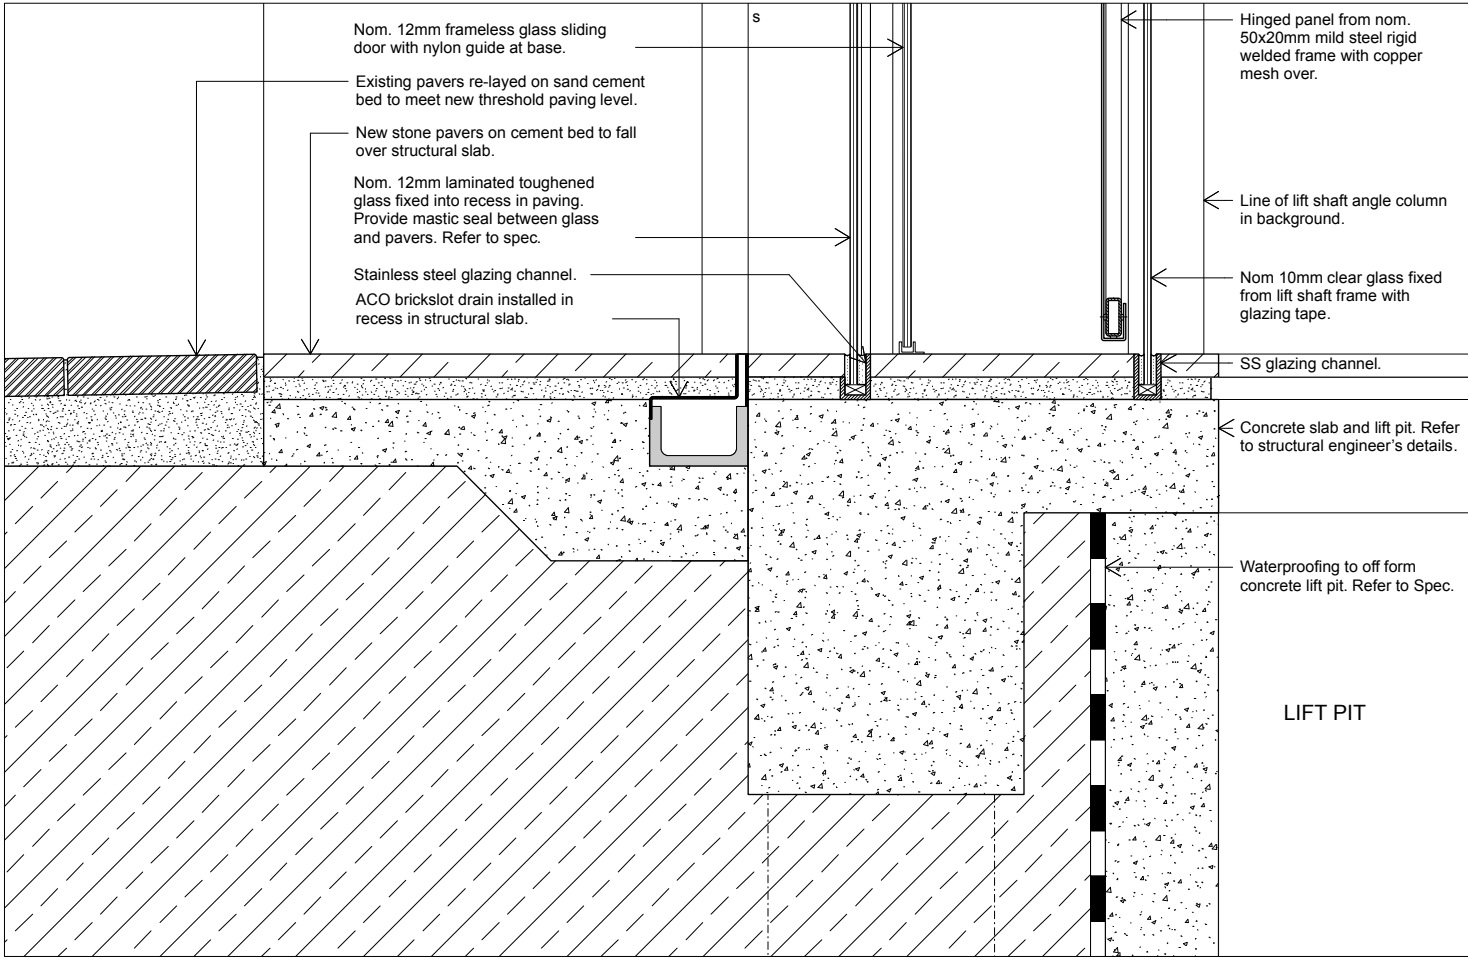 Nom. 12mm frameless glass sliding
door with nylon guide at base.
Existing pavers re-layed on sand cement
bed to meet new threshold paving level.
New stone pavers on cement bed to fall
over structural slab.
Nom. 12mm laminated toughened
glass fixed into recess in paving.
Provide mastic seal between glass
and pavers. Refer to spec.
Stainless steel glazing channel.
ACO brickslot drain installed in
recess in structural slab.
s
Hinged panel from nom.
50x20mm mild steel rigid
welded frame with copper
mesh over.
Line of lift shaft angle column
in background.
Nom 10mm clear glass fixed
from lift shaft frame with
glazing tape.
SS glazing channel.
Concrete slab and lift pit. Refer
to structural engineer’s details.
Waterproofing to off form
concrete lift pit. Refer to Spec.
LIFT PIT